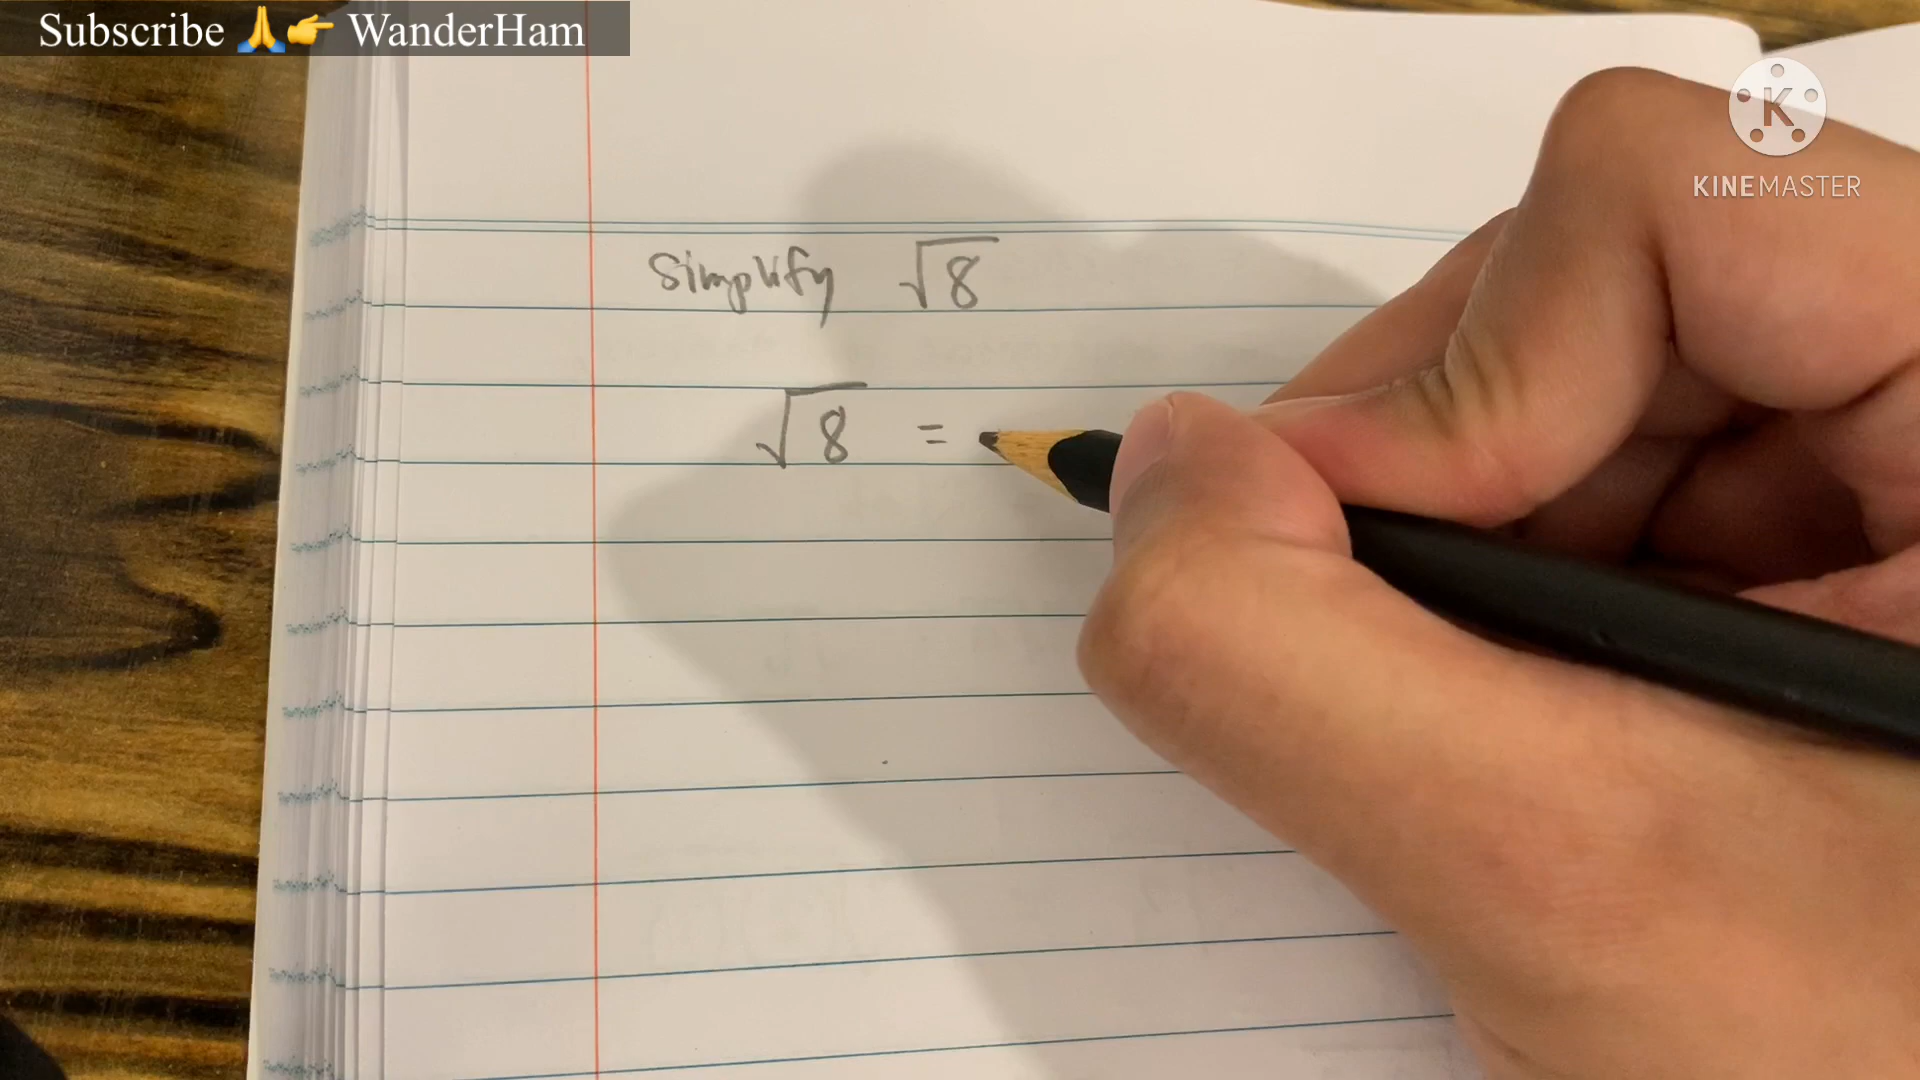 Subscribe 🙏👉 WanderHam
K
KINEMASTER
Simplify √8
√8 =